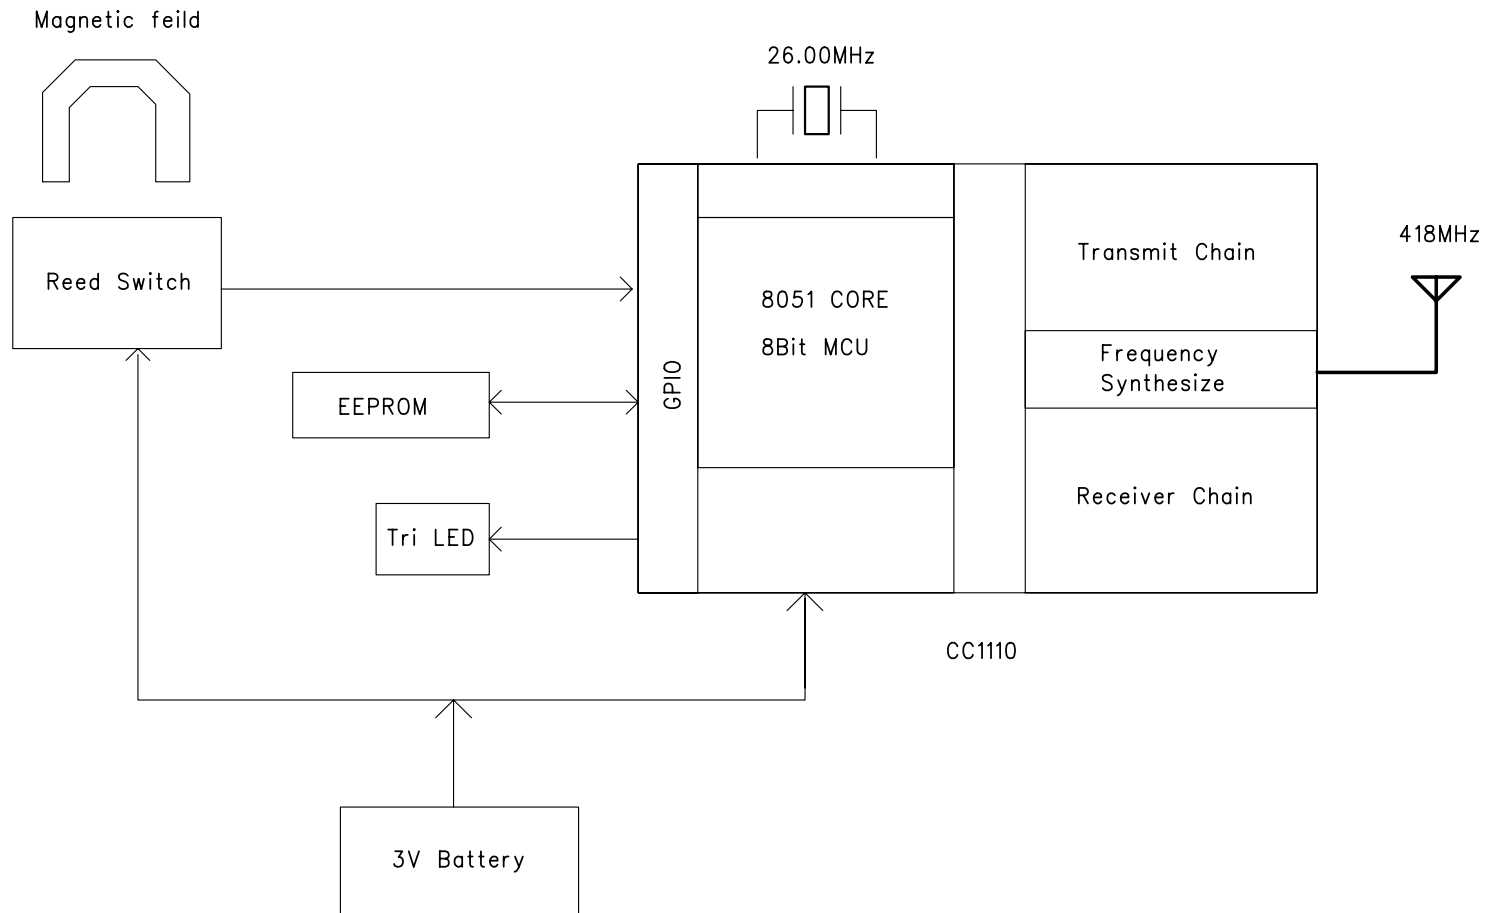 Magnetic feild
26.00MHz
418MHz
Transmit Chain
Reed Switch
8051 CORE
8Bit MCU
Frequency
Synthesize
GPIO
EEPROM
Receiver Chain
Tri LED
CC1110
3V Battery